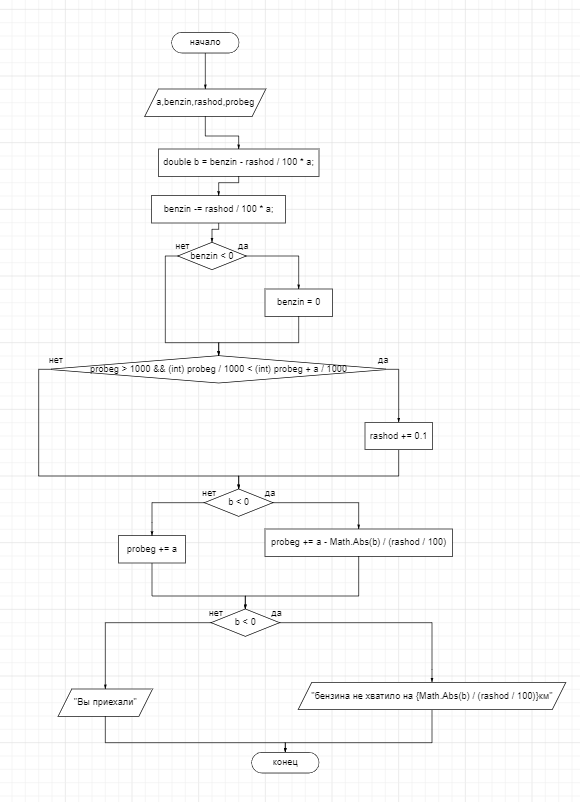 начало
a,benzin,rashod,probeg
double b = benzin - rashod / 100 * a;
benzin -= rashod / 100 * a;
нет
да
benzin < 0
benzin = 0
нет
да
probeg > 1000 && (int) probeg / 1000 < (int) probeg + a / 1000
rashod += 0.1
нет
да
b < 0
probeg += a
probeg += a - Math.Abs(b) / (rashod / 100)
нет
да
b < 0
"Вы приехали"
"бензина не хватило на {Math.Abs(b) / (rashod / 100)}км"
конец